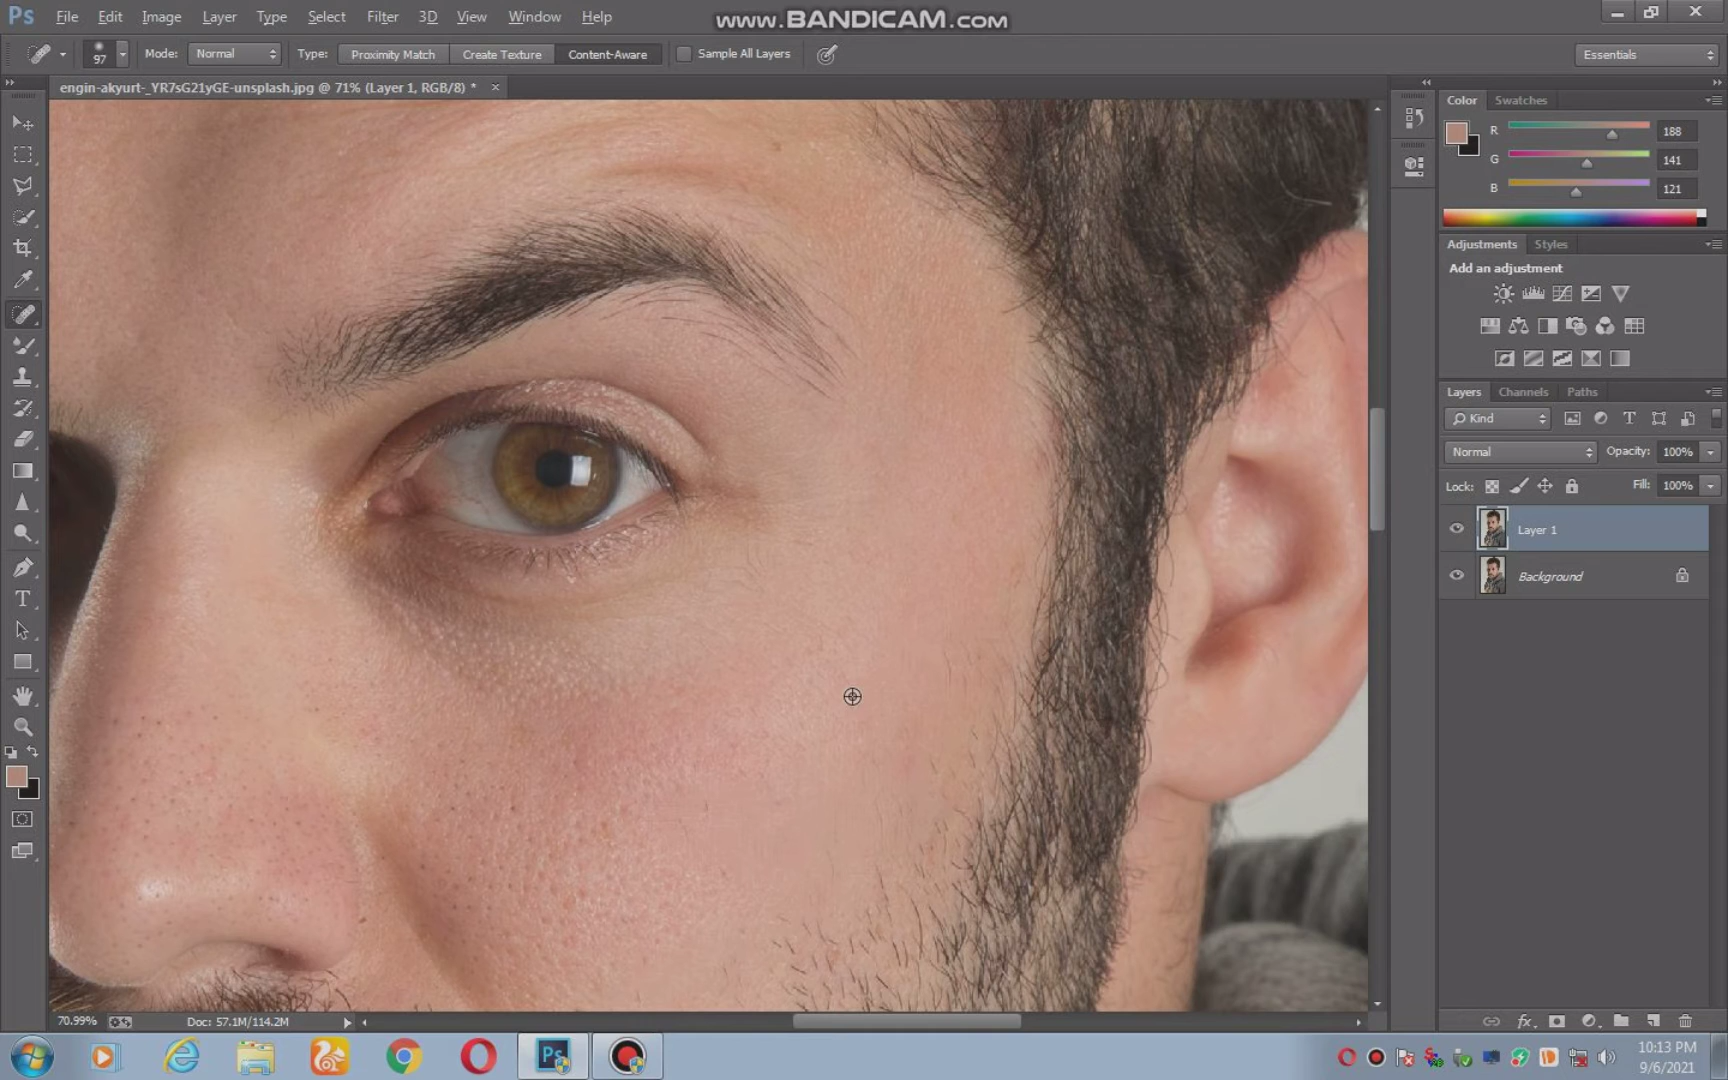 Ps File Edit Image Layer Type Select Filter 3D View Window Help
www.BANDICAM.com
97 Mode: Normal Type: Proximity Match Create Texture Content-Aware Sample All Layers Essentials
engin-akyurt-_YR7sG21yGE-unsplash.jpg @ 71% (Layer 1, RGB/8) *
Color Swatches
R 188
G 141
B 121
Adjustments Styles
Add an adjustment
Layers Channels Paths
Kind
Normal Opacity: 100%
Lock: Fill: 100%
Layer 1
Background
T
70.99% Doc: 57.1M/114.2M
fx
Ps
10:13 PM
9/6/2021